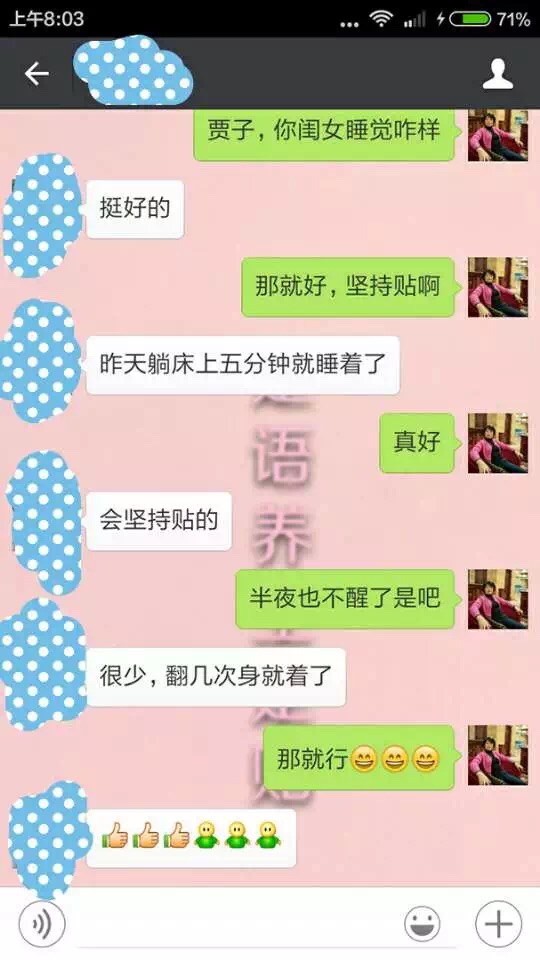 上午8:03
71%
贾子，你闺女睡觉咋样
挺好的
那就好，坚持贴啊
昨天躺床上五分钟就睡着了
真好
语
养
会坚持贴的
半夜也不醒了是吧
很少，翻几次身就着了
那就行😄😄😄